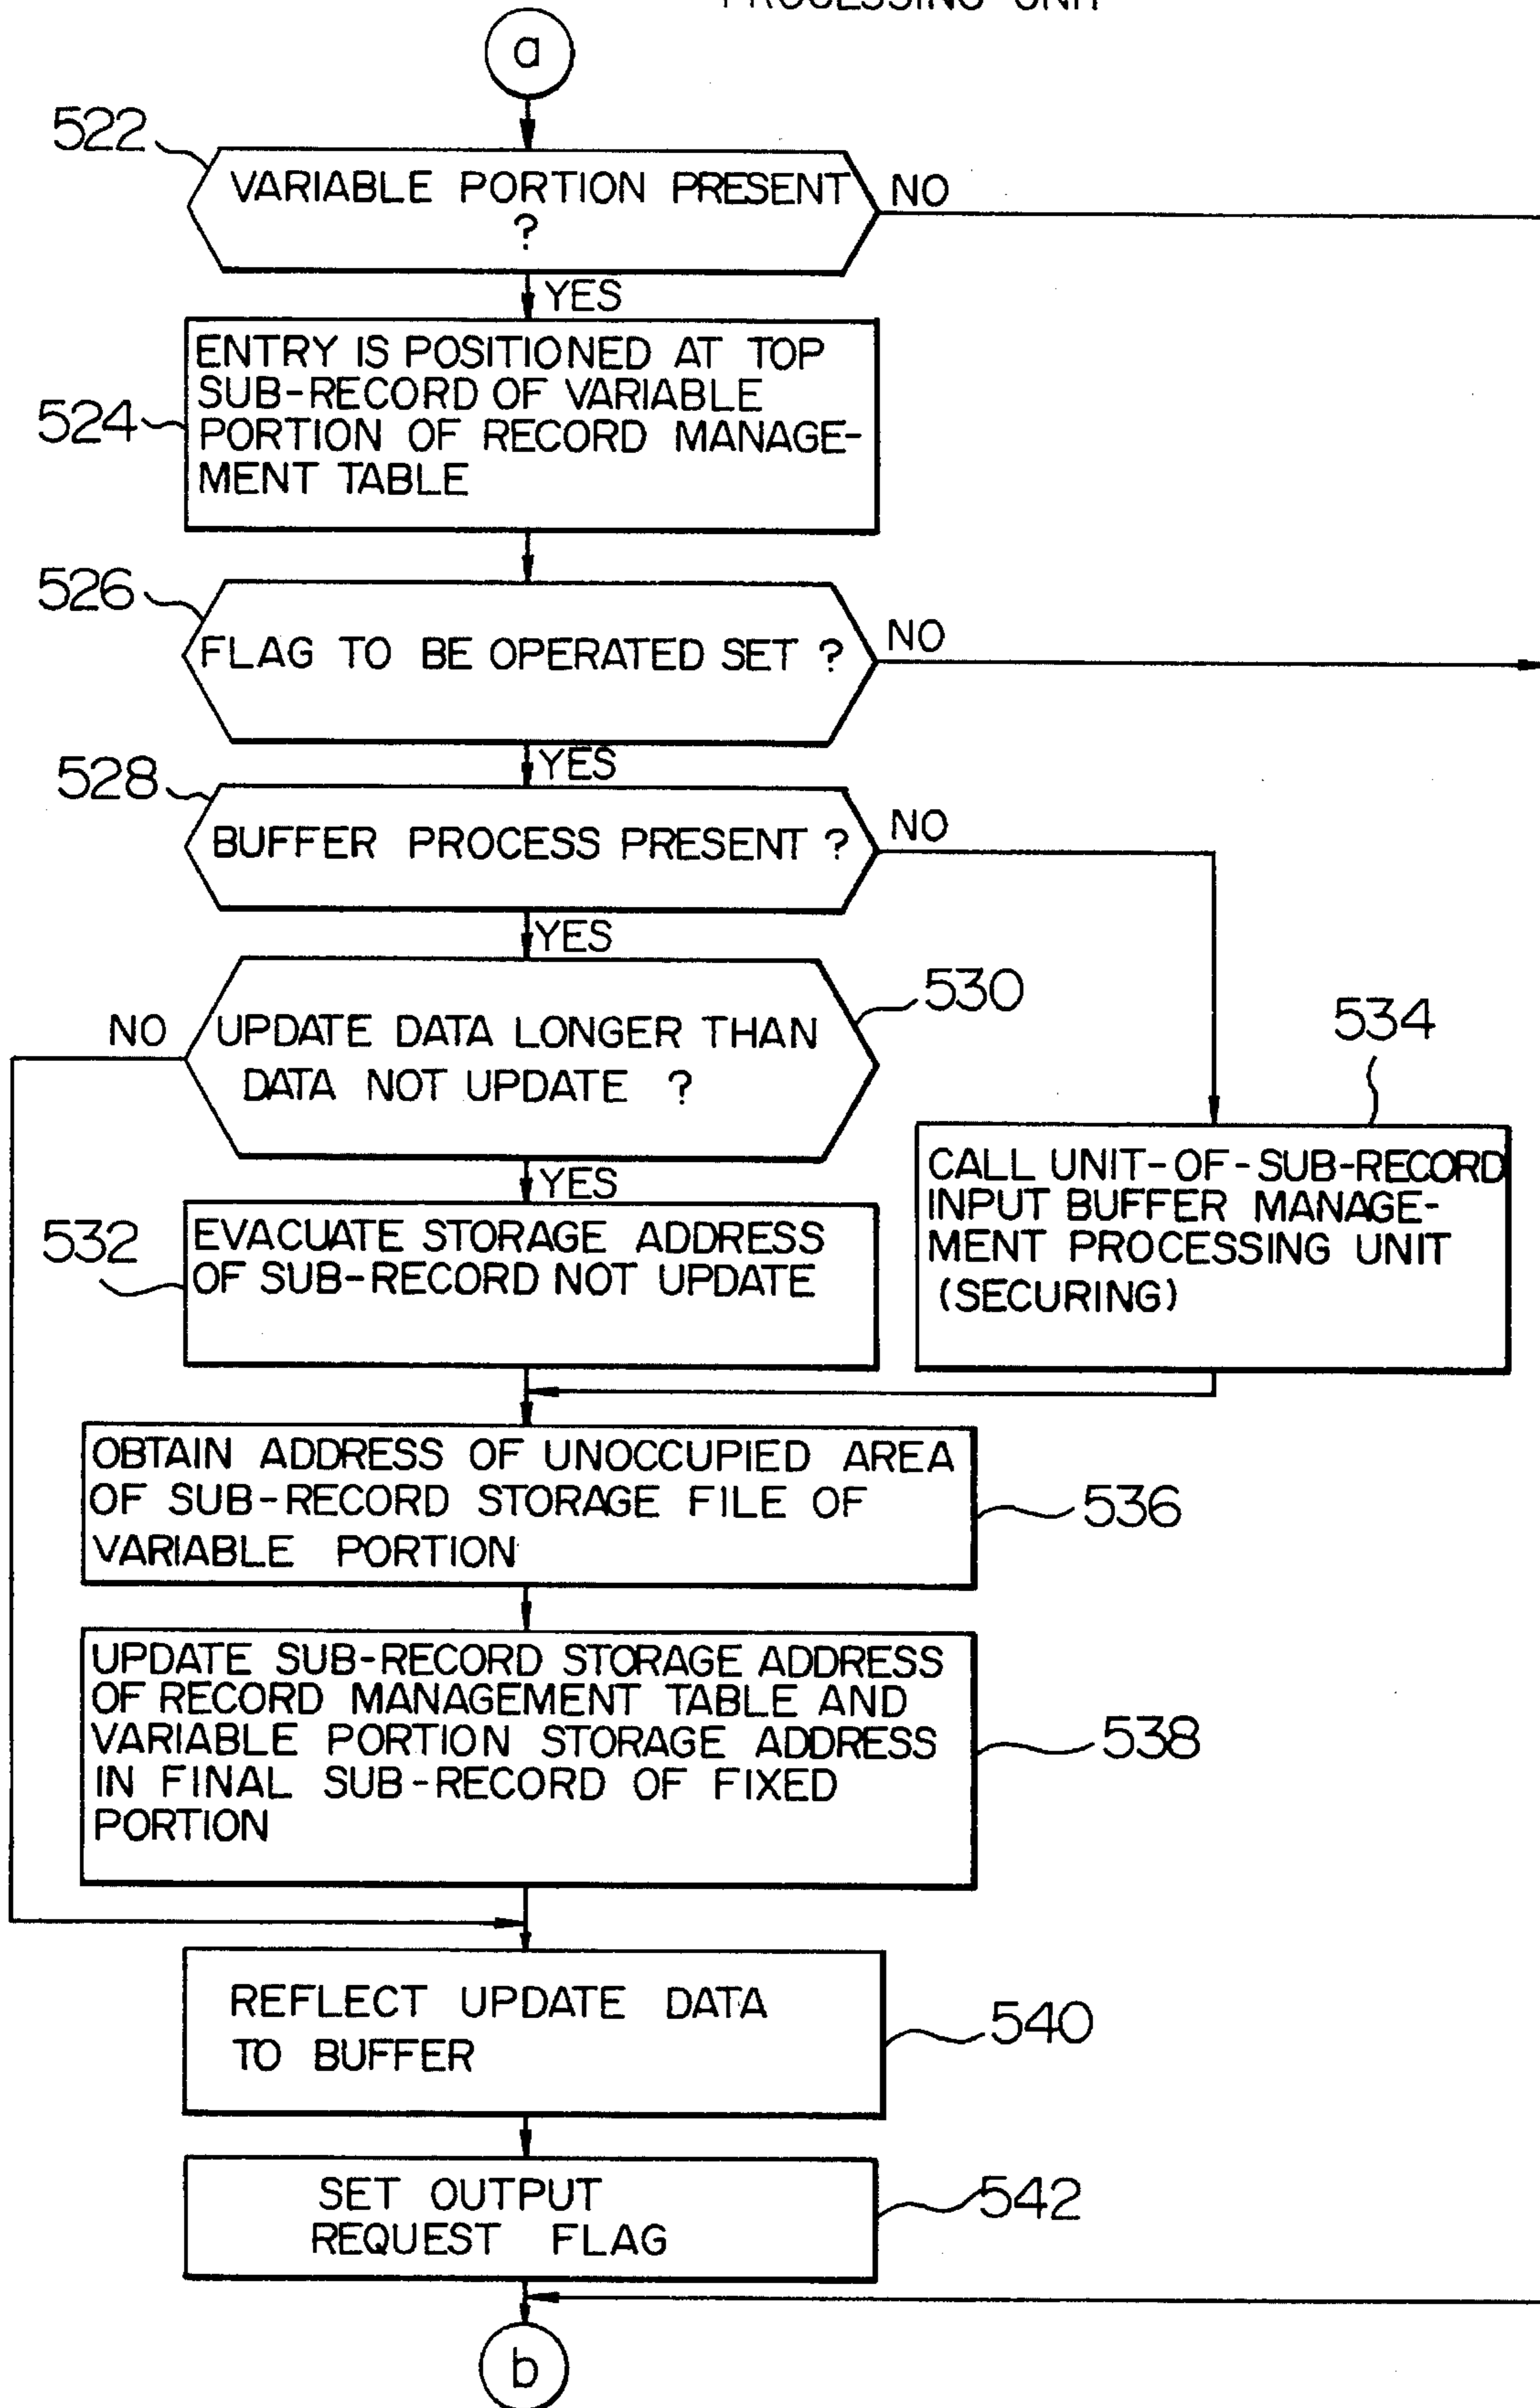 PROCESSING UNIT
a
522
VARIABLE PORTION PRESENT
?
NO
YES
524
ENTRY IS POSITIONED AT TOP
SUB-RECORD OF VARIABLE
PORTION OF RECORD MANAGE-
MENT TABLE
526
FLAG TO BE OPERATED SET ?
NO
YES
528
BUFFER PROCESS PRESENT ?
NO
YES
530
UPDATE DATA LONGER THAN
DATA NOT UPDATE ?
NO
YES
534
CALL UNIT-OF-SUB-RECORD
INPUT BUFFER MANAGE-
MENT PROCESSING UNIT
(SECURING)
532
EVACUATE STORAGE ADDRESS
OF SUB-RECORD NOT UPDATE
OBTAIN ADDRESS OF UNOCCUPIED AREA
OF SUB-RECORD STORAGE FILE OF
VARIABLE PORTION
536
UPDATE SUB-RECORD STORAGE ADDRESS
OF RECORD MANAGEMENT TABLE AND
VARIABLE PORTION STORAGE ADDRESS
IN FINAL SUB-RECORD OF FIXED
PORTION
538
REFLECT UPDATE DATA
TO BUFFER
540
SET OUTPUT
REQUEST FLAG
542
b